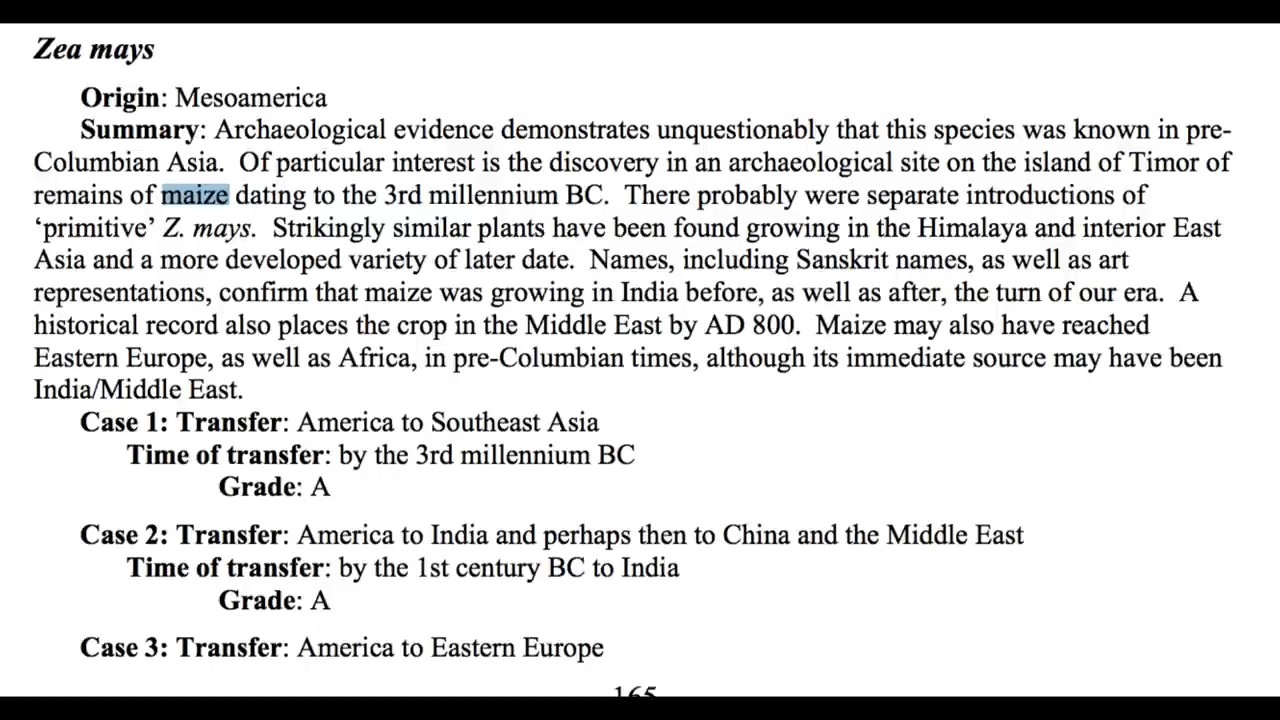 Zea mays
Origin: Mesoamerica
Summary: Archaeological evidence demonstrates unquestionably that this species was known in pre-
Columbian Asia. Of particular interest is the discovery in an archaeological site on the island of Timor of
remains of maize dating to the 3rd millennium BC. There probably were separate introductions of
‘primitive’ Z. mays. Strikingly similar plants have been found growing in the Himalaya and interior East
Asia and a more developed variety of later date. Names, including Sanskrit names, as well as art
representations, confirm that maize was growing in India before, as well as after, the turn of our era. A
historical record also places the crop in the Middle East by AD 800. Maize may also have reached
Eastern Europe, as well as Africa, in pre-Columbian times, although its immediate source may have been
India/Middle East.
Case 1: Transfer: America to Southeast Asia
Time of transfer: by the 3rd millennium BC
Grade: A
Case 2: Transfer: America to India and perhaps then to China and the Middle East
Time of transfer: by the 1st century BC to India
Grade: A
Case 3: Transfer: America to Eastern Europe
165